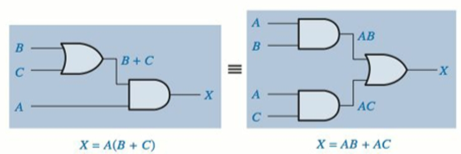 B
C
B + C
A
X
X = A(B + C)
≡
A
B
AB
A
C
AC
X
X = AB + AC